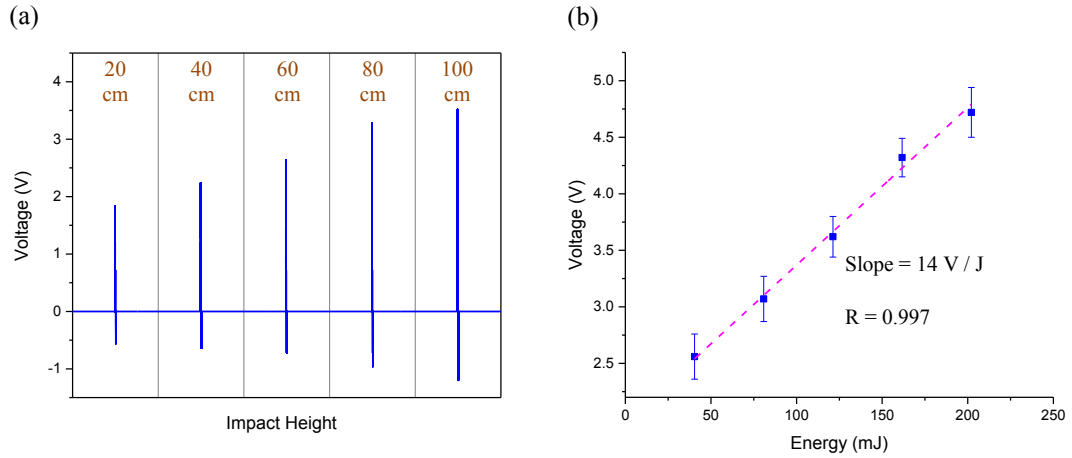 (a)
20
cm
40
cm
60
cm
80
cm
100
cm
4
3
2
1
0
-1
Voltage (V)
Impact Height
(b)
5.0
4.5
4.0
3.5
3.0
2.5
Voltage (V)
Slope = 14 V / J
R = 0.997
0 50 100 150 200 250
Energy (mJ)